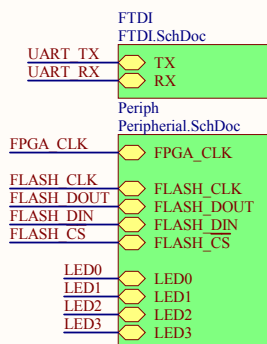 FTDI
FTDI.SchDoc
UART_TX TX
UART_RX RX
Periph
Peripherial.SchDoc
FPGA_CLK FPGA_CLK
FLASH_CLK FLASH_CLK
FLASH_DOUT FLASH_DOUT
FLASH_DIN FLASH_DIN
FLASH_CS FLASH_CS
LED0 LED0
LED1 LED1
LED2 LED2
LED3 LED3